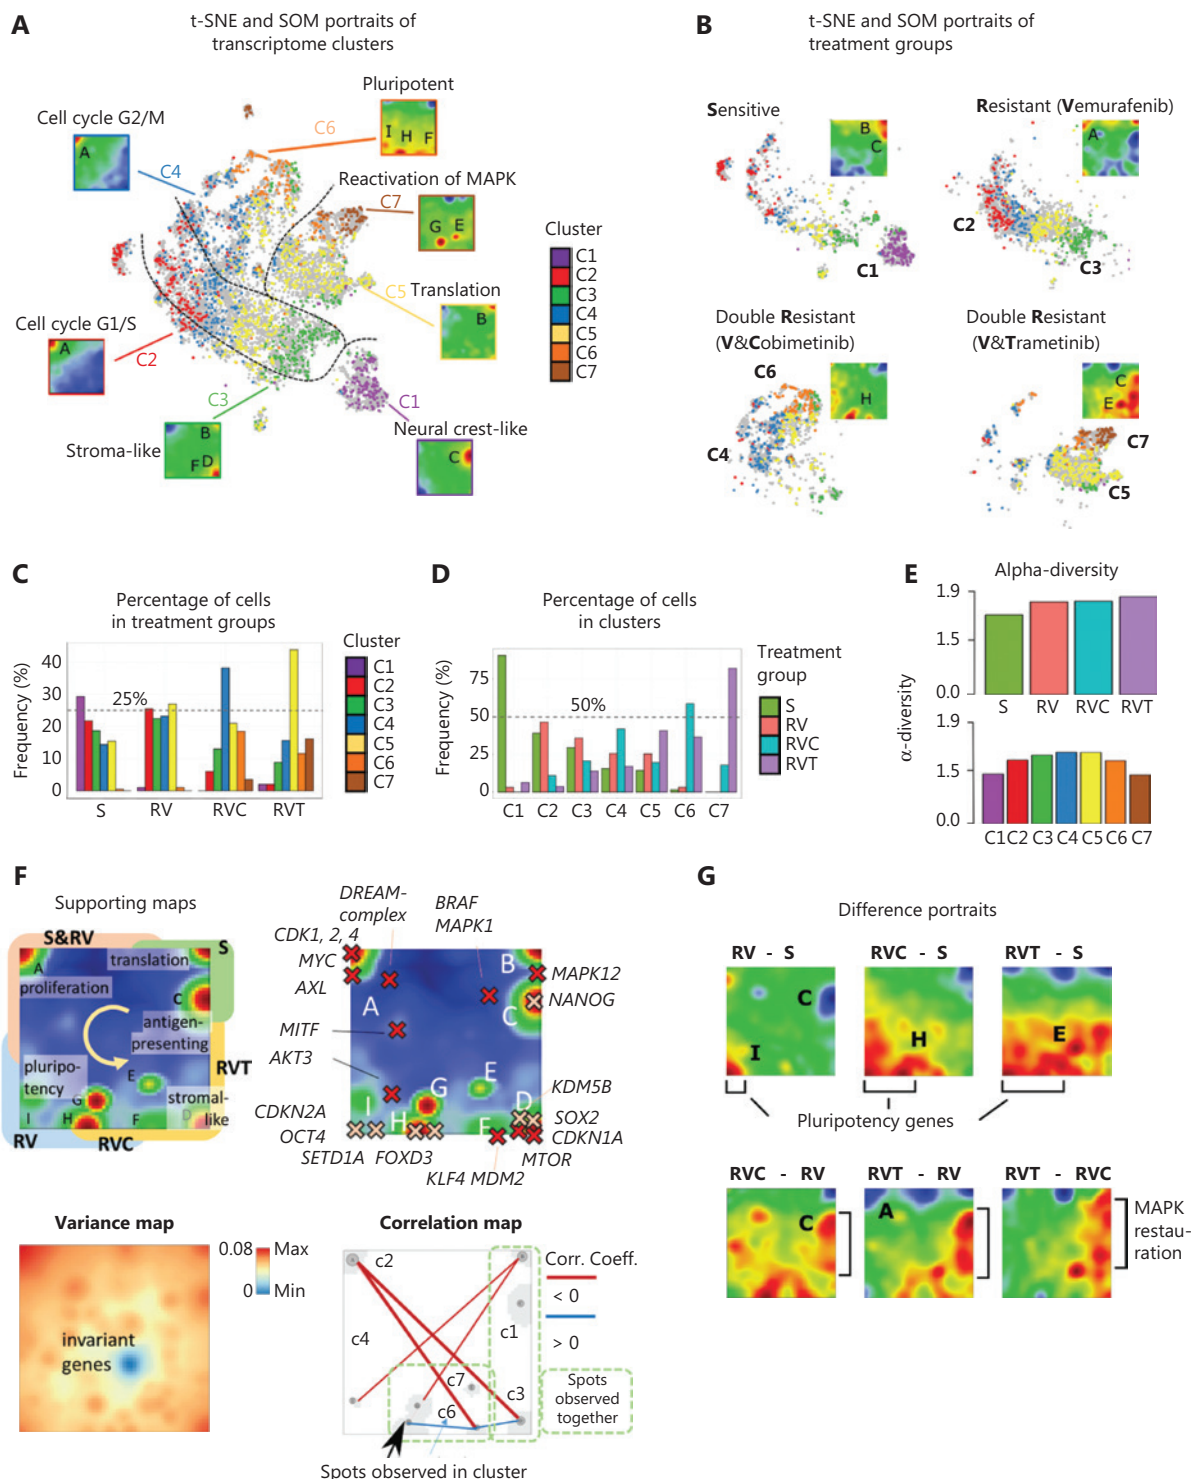 A
t-SNE and SOM portraits of
transcriptome clusters
Pluripotent
Cell cycle G2/M
A
C4
C6
I H F
Reactivation of MAPK
C7
G E
Cluster
C1
C2
C3
C4
C5
C6
C7
C5
Translation
B
Cell cycle G1/S
A
C2
C3
Stroma-like
B
F D
C1
Neural crest-like
C
B
t-SNE and SOM portraits of
treatment groups
Sensitive
B
C
C1
Resistant (Vemurafenib)
A
C2
C3
Double Resistant
(V&Cobimetinib)
C6
H
C4
Double Resistant
(V&Trametinib)
C
E
C7
C5
C
Percentage of cells
in treatment groups
Frequency (%)
40
30
20
10
0
25%
S RV RVC RVT
Cluster
C1
C2
C3
C4
C5
C6
C7
D
Percentage of cells
in clusters
Frequency (%)
75
50
25
0
50%
C1 C2 C3 C4 C5 C6 C7
Treatment
group
S
RV
RVC
RVT
E
Alpha-diversity
α-diversity
1.9
1.5
0.0
S RV RVC RVT
1.9
1.5
0.0
C1 C2 C3 C4 C5 C6 C7
F
Supporting maps
S&RV
S
A
translation
proliferation
C
antigen-
presenting
RVT
pluripo-
tency
E
G
stromal-
D
like
I H F
RV
RVC
DREAM-
complex
BRAF
MAPK1
CDK1, 2, 4
MYC
AXL
B
MAPK12
NANOG
A
C
MITF
AKT3
E
G
KDM5B
I
D
CDKN2A
H
F
SOX2
OCT4
CDKN1A
SETD1A FOXD3
MTOR
KLF4 MDM2
Variance map
0.08 Max
0 Min
invariant
genes
Correlation map
c2
c4
c1
c7
c3
c6
Corr. Coeff.
< 0
> 0
Spots
observed
together
Spots observed in cluster
G
Difference portraits
RV - S
C
I
RVC - S
H
RVT - S
E
Pluripotency genes
RVC - RV
C
RVT - RV
A
RVT - RVC
MAPK
restau-
ration